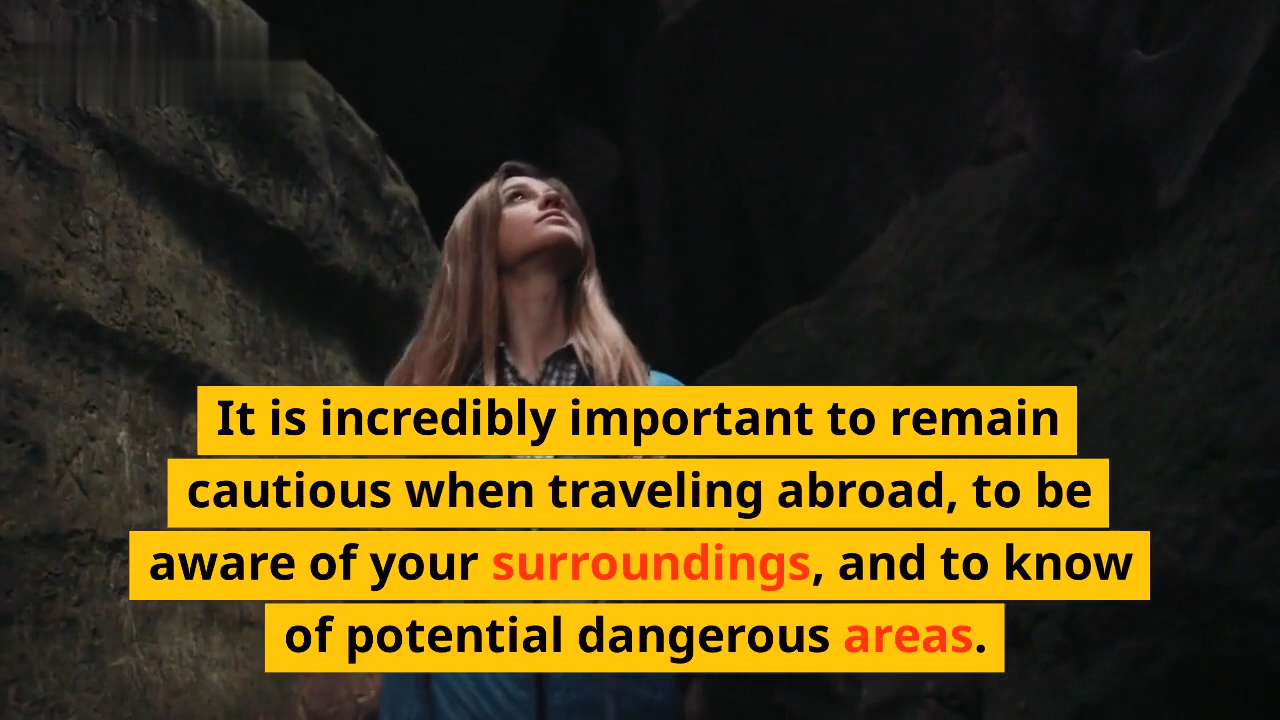 It is incredibly important to remain
cautious when traveling abroad, to be
aware of your surroundings, and to know
of potential dangerous areas.